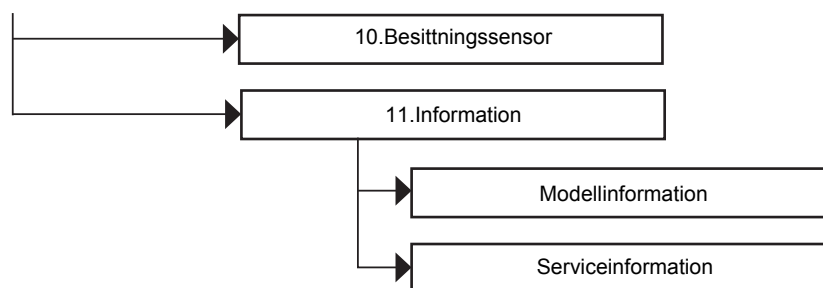 10.Besittningssensor
11.Information
Modellinformation
Serviceinformation